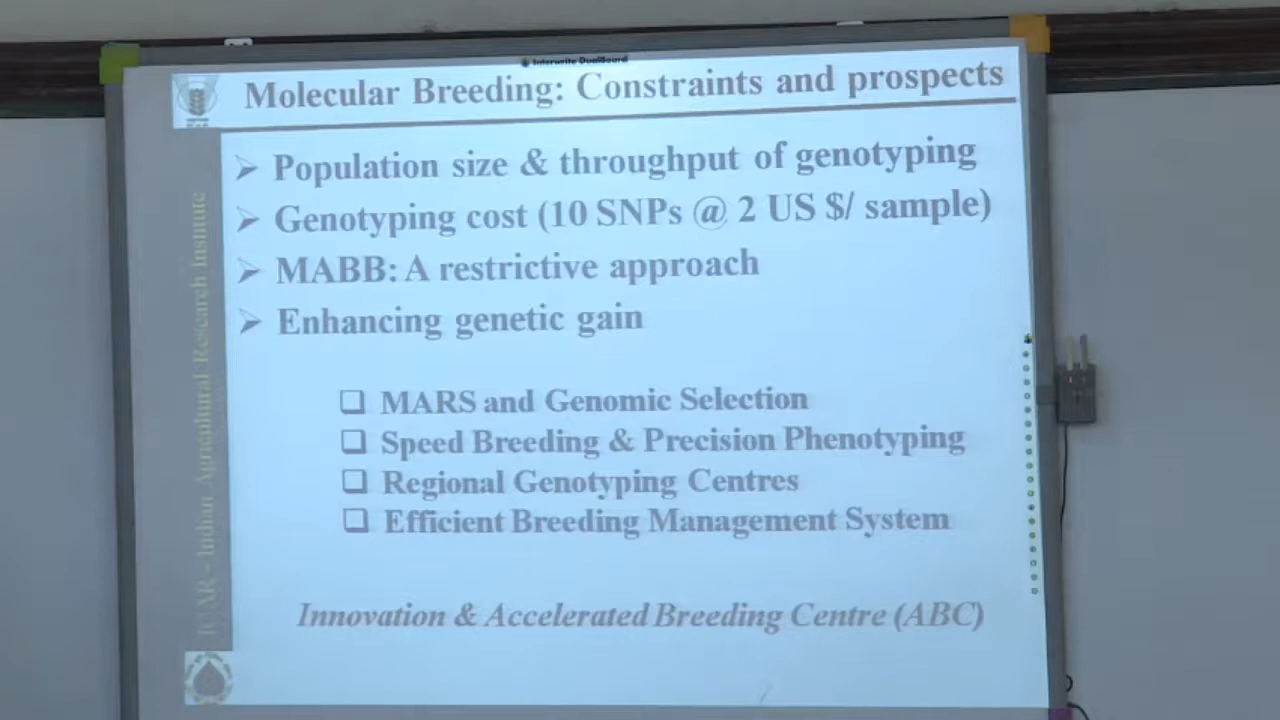 Interwrite DualBoard
Molecular Breeding: Constraints and prospects
Population size & throughput of genotyping
Genotyping cost (10 SNPs @ 2 US $/ sample)
MABB: A restrictive approach
Enhancing genetic gain
MARS and Genomic Selection
Speed Breeding & Precision Phenotyping
Regional Genotyping Centres
Efficient Breeding Management System
Innovation & Accelerated Breeding Centre (ABC)
ICAR - Indian Agricultural Research Institute